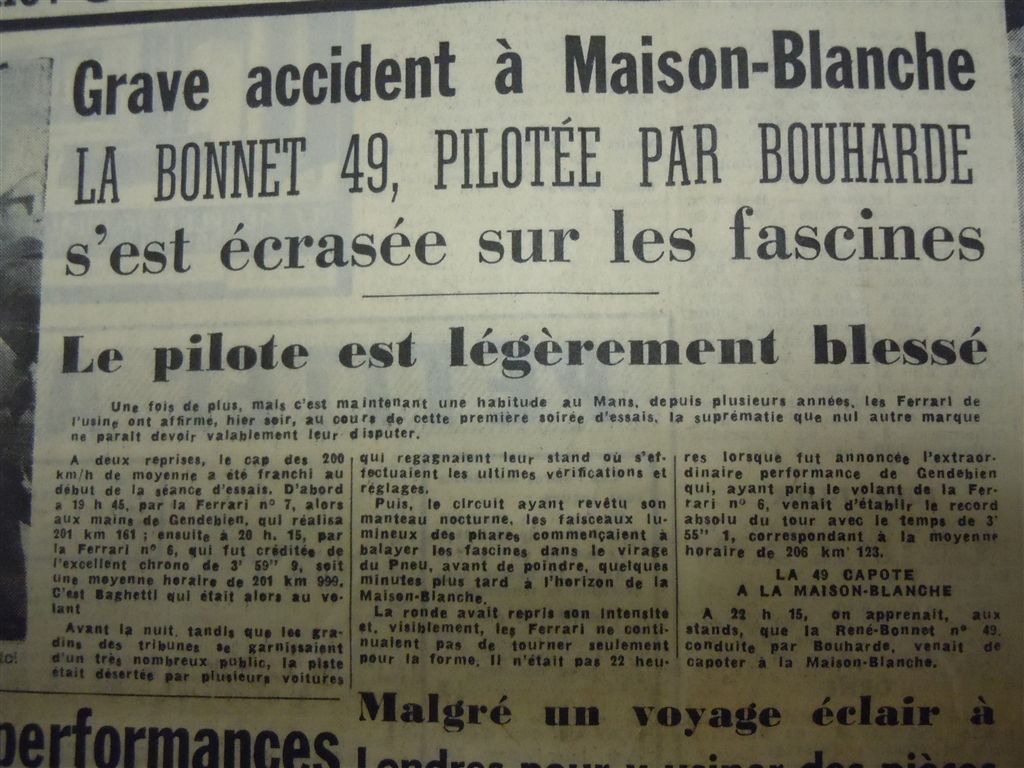 Grave accident à Maison-Blanche
LA BONNET 49, PILOTÉE PAR BOUHARDE
s'est écrasée sur les fascines
Le pilote est légèrement blessé
Une fois de plus, mais c'est maintenant une habitude au Mans, depuis plusieurs années, les Ferrari de
l'usine ont affirmé, hier soir, au cours de cette première soirée d'essais, la suprématie que nul autre marque
ne paraît devoir valablement leur disputer.
A deux reprises, le cap des 200
km/h de moyenne a été franchi au
début de la séance d'essais. D'abord
a 19 h 45, par la Ferrari n° 7, alors
aux mains de Gendebien, qui réalisa
201 km 161 ; ensuite à 20 h. 15, par
la Ferrari n° 6, qui fut créditée de
l'excellent chrono de 3' 59" 9, soit
une moyenne horaire de 201 km 999.
C'est Baghetti qui était alors au vo-
lant
Avant la nuit, tandis que les gra-
dins des tribunes se garnissaient
d'un très nombreux public, la piste
était désertée par plusieurs voitures
qui regagnaient leur stand où s'ef-
fectuaient les ultimes vérifications et
réglages.
Puis, le circuit ayant revêtu son
manteau nocturne, les faisceaux lu-
mineux des phares commençaient à
balayer les fascines dans le virage
du Pneu, avant de poindre, quelques
minutes plus tard à l'horizon de la
Maison-Blanche.
La ronde avait repris son intensité
et, visiblement, les Ferrari ne conti-
nuaient pas de tourner seulement
pour la forme. Il n'était pas 22 heu-
res lorsque fut annoncée l'extraor-
dinaire performance de Gendebien
qui, ayant pris le volant de la Fer-
rari n° 6, venait d'établir le record
absolu du tour avec le temps de 3'
55" 1, correspondant à la moyenne
horaire de 206 km 123.
LA 49 CAPOTE
A LA MAISON-BLANCHE
A 22 h 15, on apprenait, aux
stands, que la René-Bonnet n° 49,
conduite par Bouharde, venait de
capoter à la Maison-Blanche.
performances
Malgré un voyage éclair à
Londres pour y usiner des pièces